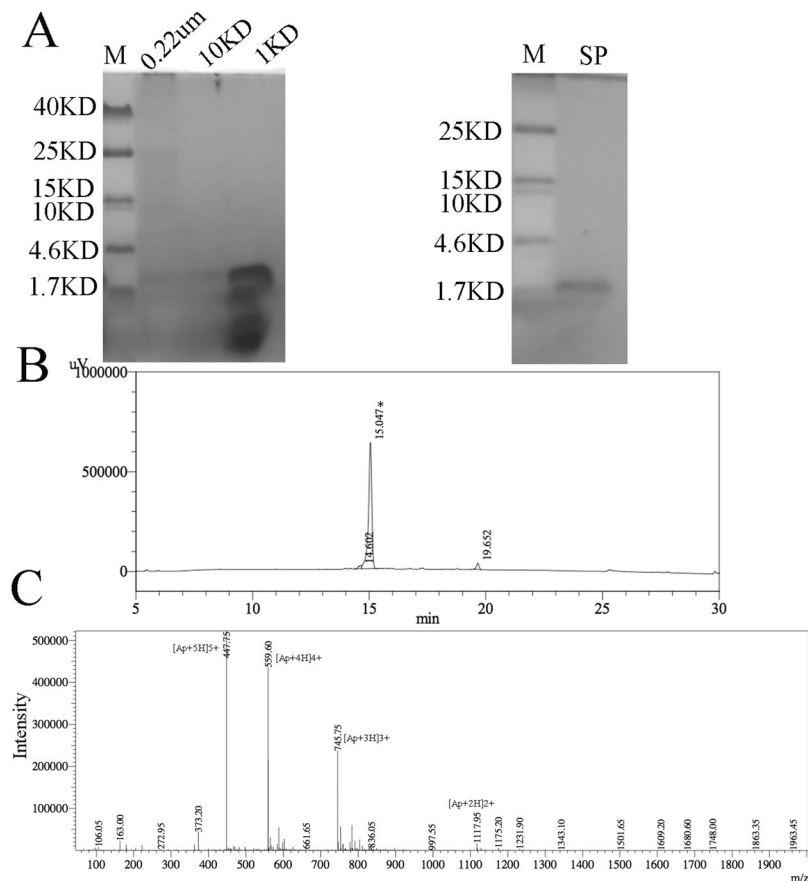 A
M 0.22um 10KD 1KD
40KD
25KD
15KD
10KD
4.6KD
1.7KD
M SP
25KD
15KD
10KD
4.6KD
1.7KD
B
uV
1000000
500000
0
15.047*
14.602
19.652
5 10 15 20 25 30
min
C
Intensity
500000
400000
300000
200000
100000
[Ap+5H]5+
447.75
559.60
[Ap+4H]4+
745.75
[Ap+3H]3+
[Ap+2H]2+
106.05 163.00 272.95 373.20 661.65 836.05 997.55 1117.95 1175.20 1231.90 1343.10 1501.65 1609.20 1680.60 1748.00 1863.35 1963.45
100 200 300 400 500 600 700 800 900 1000 1100 1200 1300 1400 1500 1600 1700 1800 1900
m/z